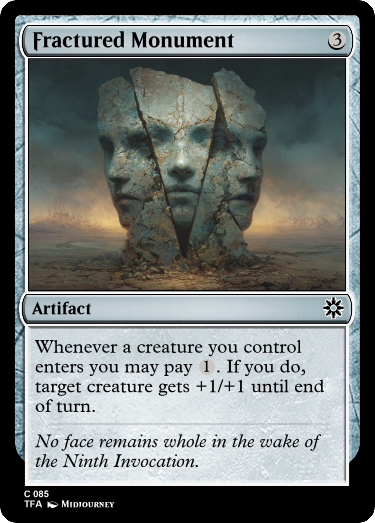 Fractured Monument 3
Artifact
Whenever a creature you control
enters you may pay 1. If you do,
target creature gets +1/+1 until end
of turn.
No face remains whole in the wake of
the Ninth Invocation.
C 085
TFA Midjourney